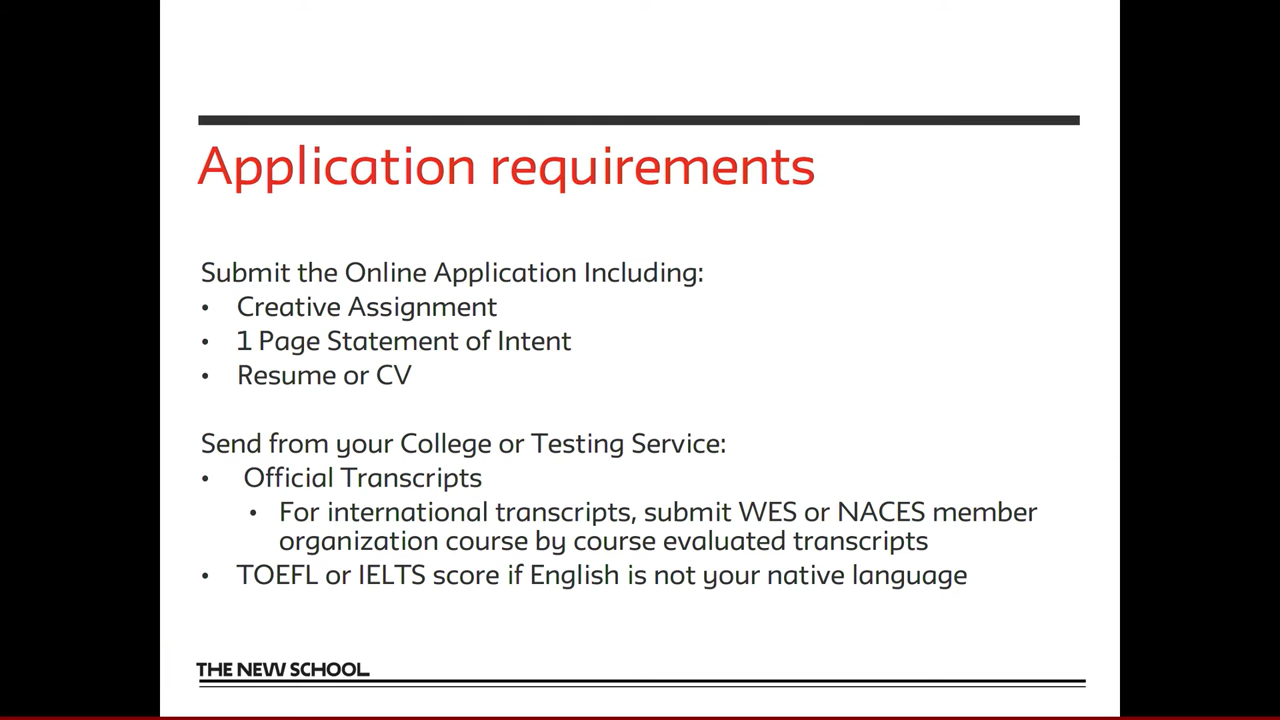 Application requirements
Submit the Online Application Including:
• Creative Assignment
• 1 Page Statement of Intent
• Resume or CV
Send from your College or Testing Service:
• Official Transcripts
• For international transcripts, submit WES or NACES member
organization course by course evaluated transcripts
• TOEFL or IELTS score if English is not your native language
THE NEW SCHOOL